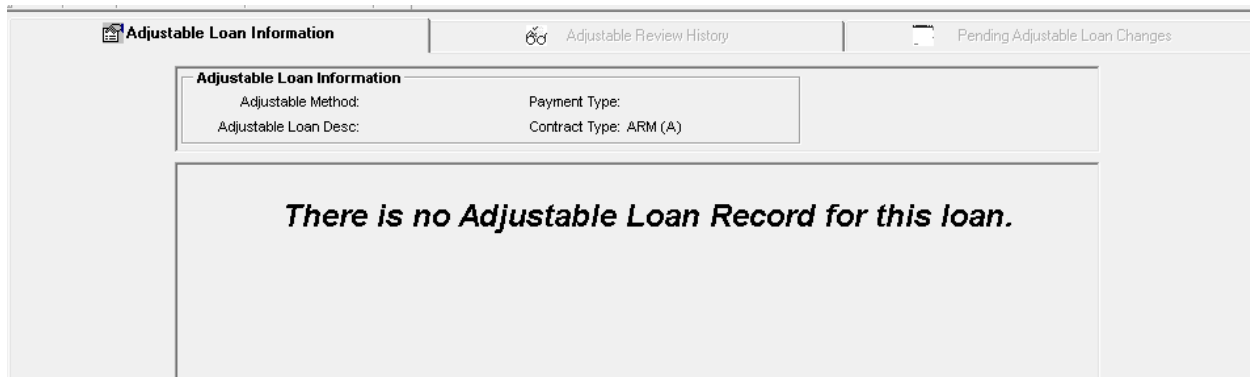 Adjustable Loan Information
Adjustable Review History
Pending Adjustable Loan Changes
Adjustable Loan Information
Adjustable Method:
Payment Type:
Adjustable Loan Desc:
Contract Type: ARM (A)
There is no Adjustable Loan Record for this loan.